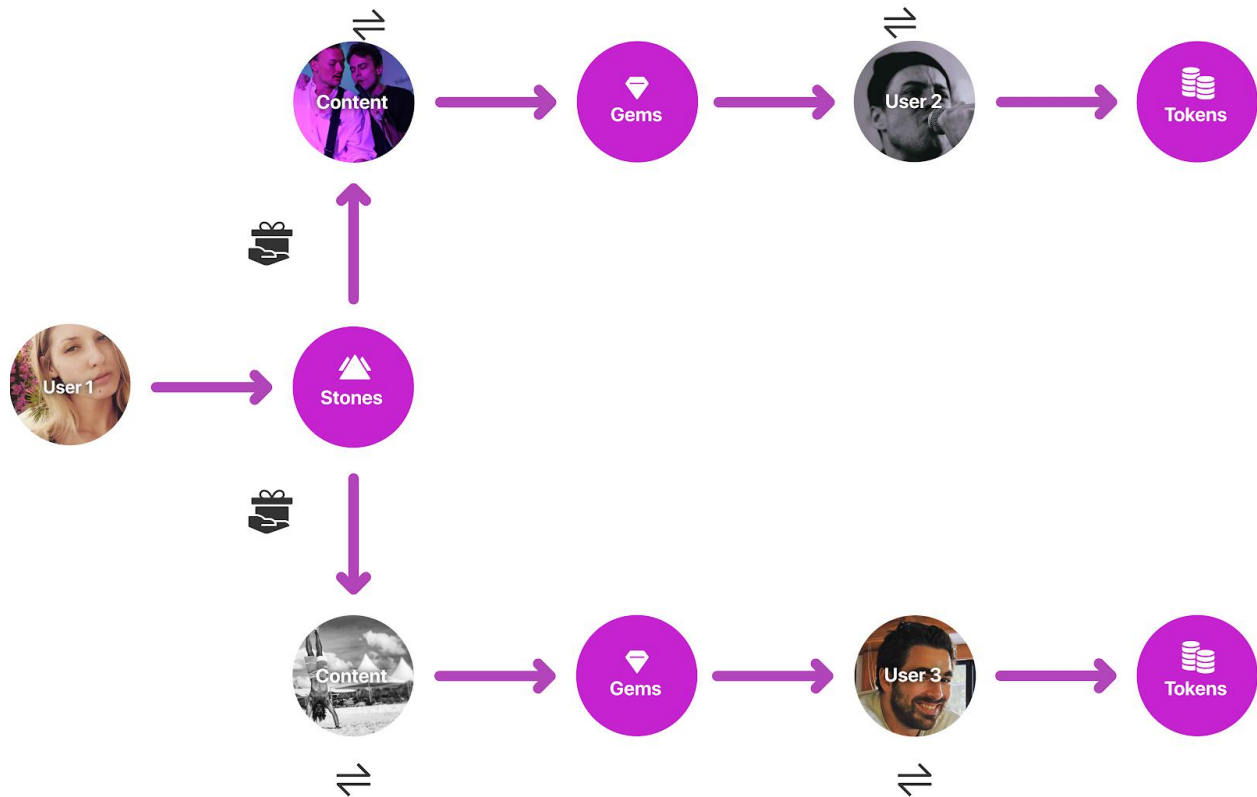 Content
Gems
User 2
Tokens
User 1
Stones
Content
Gems
User 3
Tokens